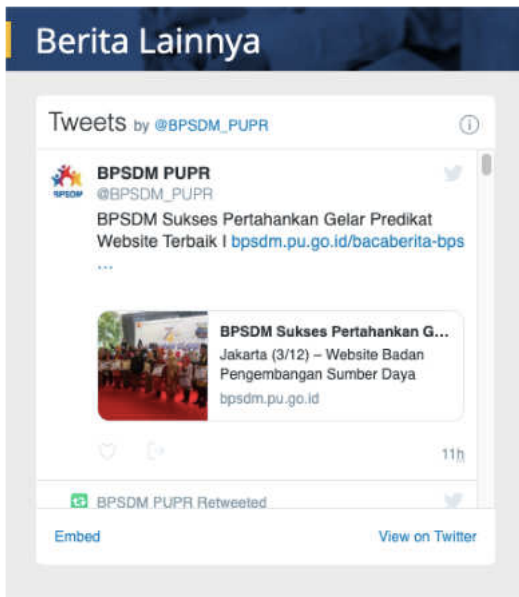 Berita Lainnya
Tweets by @BPSDM_PUPR
BPSDM PUPR
BPSDM
@BPSDM_PUPR
BPSDM Sukses Pertahankan Gelar Predikat
Website Terbaik I bpsdm.pu.go.id/bacaberita-bps
...
BPSDM Sukses Pertahankan G...
Jakarta (3/12) – Website Badan
Pengembangan Sumber Daya
bpsdm.pu.go.id
11h
BPSDM PUPR Retweeted
Embed
View on Twitter